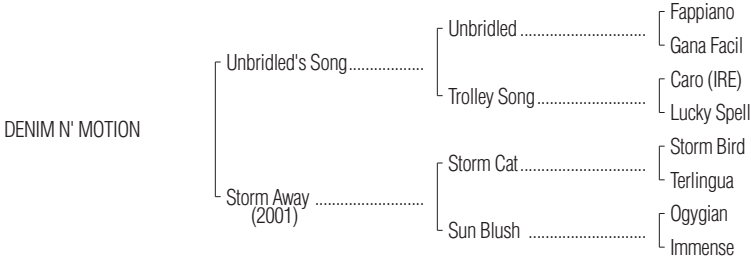 Fappiano
Unbridled ..............................
Gana Facil
Unbridled's Song..................
Caro (IRE)
Trolley Song..........................
Lucky Spell
DENIM N' MOTION
Storm Bird
Storm Cat..............................
Terlingua
Storm Away ..........................
(2001)
Ogygian
Sun Blush ............................
Immense